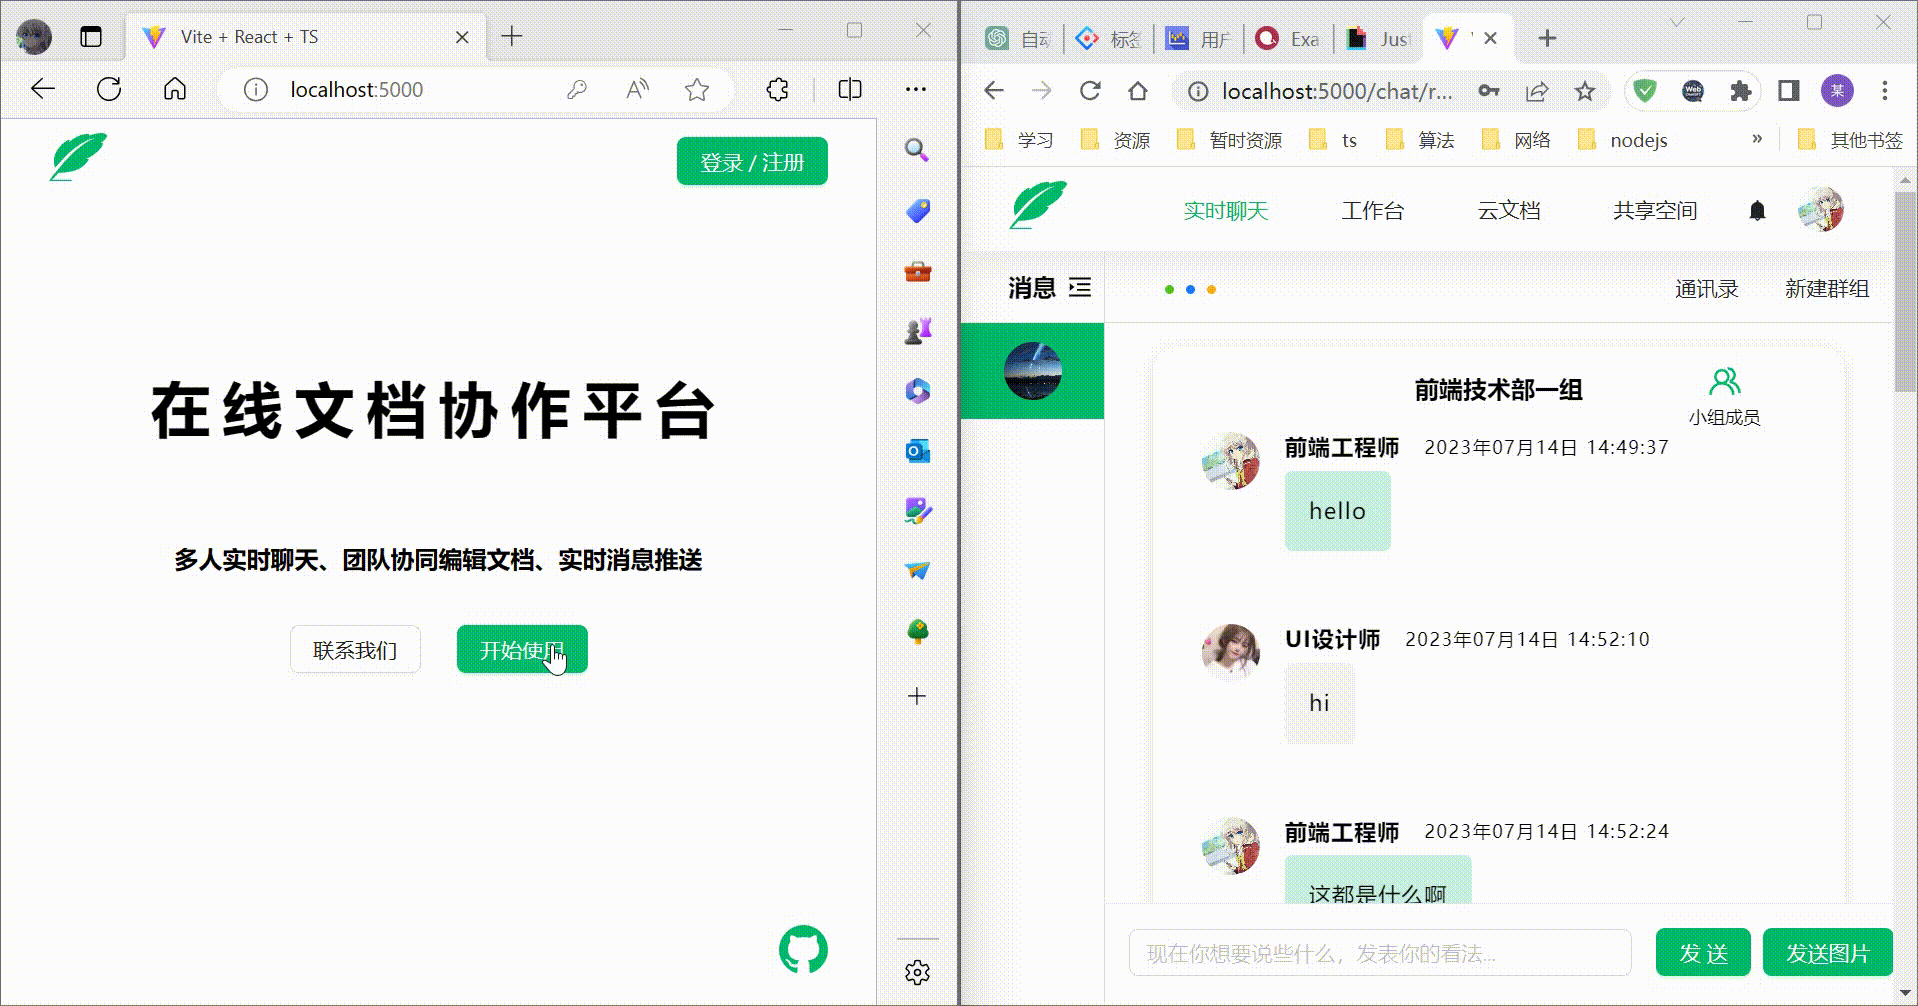 Vite + React + TS
localhost:5000
登录 / 注册
在线文档协作平台
多人实时聊天、团队协同编辑文档、实时消息推送
联系我们
开始使用
自动
标签
用户
Exa
Jus
localhost:5000/chat/r...
某
学习
资源
暂时资源
ts
算法
网络
nodejs
»
其他书签
实时聊天
工作台
云文档
共享空间
消息
通讯录
新建群组
前端技术部一组
小组成员
前端工程师 2023年07月14日 14:49:37
hello
UI设计师 2023年07月14日 14:52:10
hi
前端工程师 2023年07月14日 14:52:24
这都是什么啊
现在你想要说些什么，发表你的看法...
发 送
发送图片